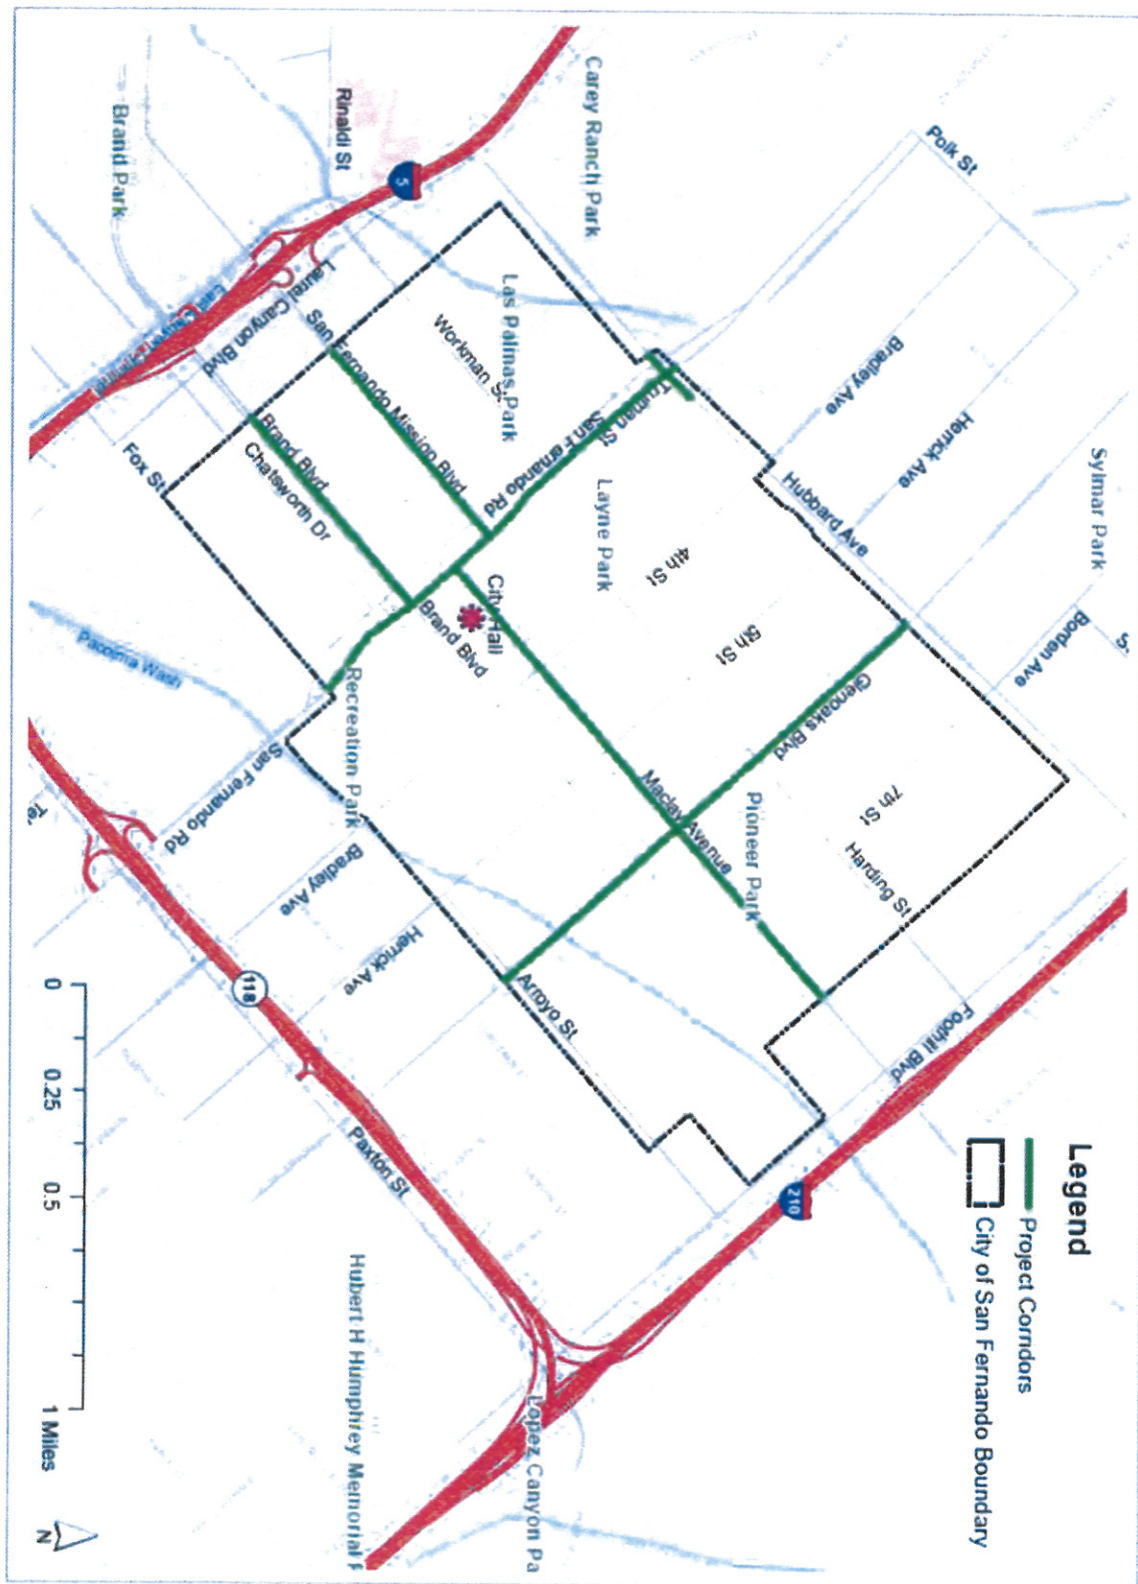 Carey Ranch Park
Polk St
Rinaldi St
Brand Park
5
Las Palmas Park
Workman St
Laurel Canyon Blvd
San Fernando Mission Blvd
Truman St
San Fernando Rd
Bradley Ave
Herrick Ave
Sylmar Park
Hubbard Ave
Borden Ave
Layne Park
4th St
5th St
Fox St
Brand Blvd
Chatsworth Dr
City Hall
Brand Blvd
Glenoaks Blvd
7th St
Harding St
Pacoima Wash
Recreation Park
San Fernando Rd
Maclay Avenue
Pioneer Park
Bradley Ave
Herrick Ave
Arroyo St
Foothill Blvd
118
210
Paxton St
Lopez Canyon Pa
Hubert H Humphrey Memorial P
Legend
Project Corridors
City of San Fernando Boundary
0 0.25 0.5 1 Miles
N